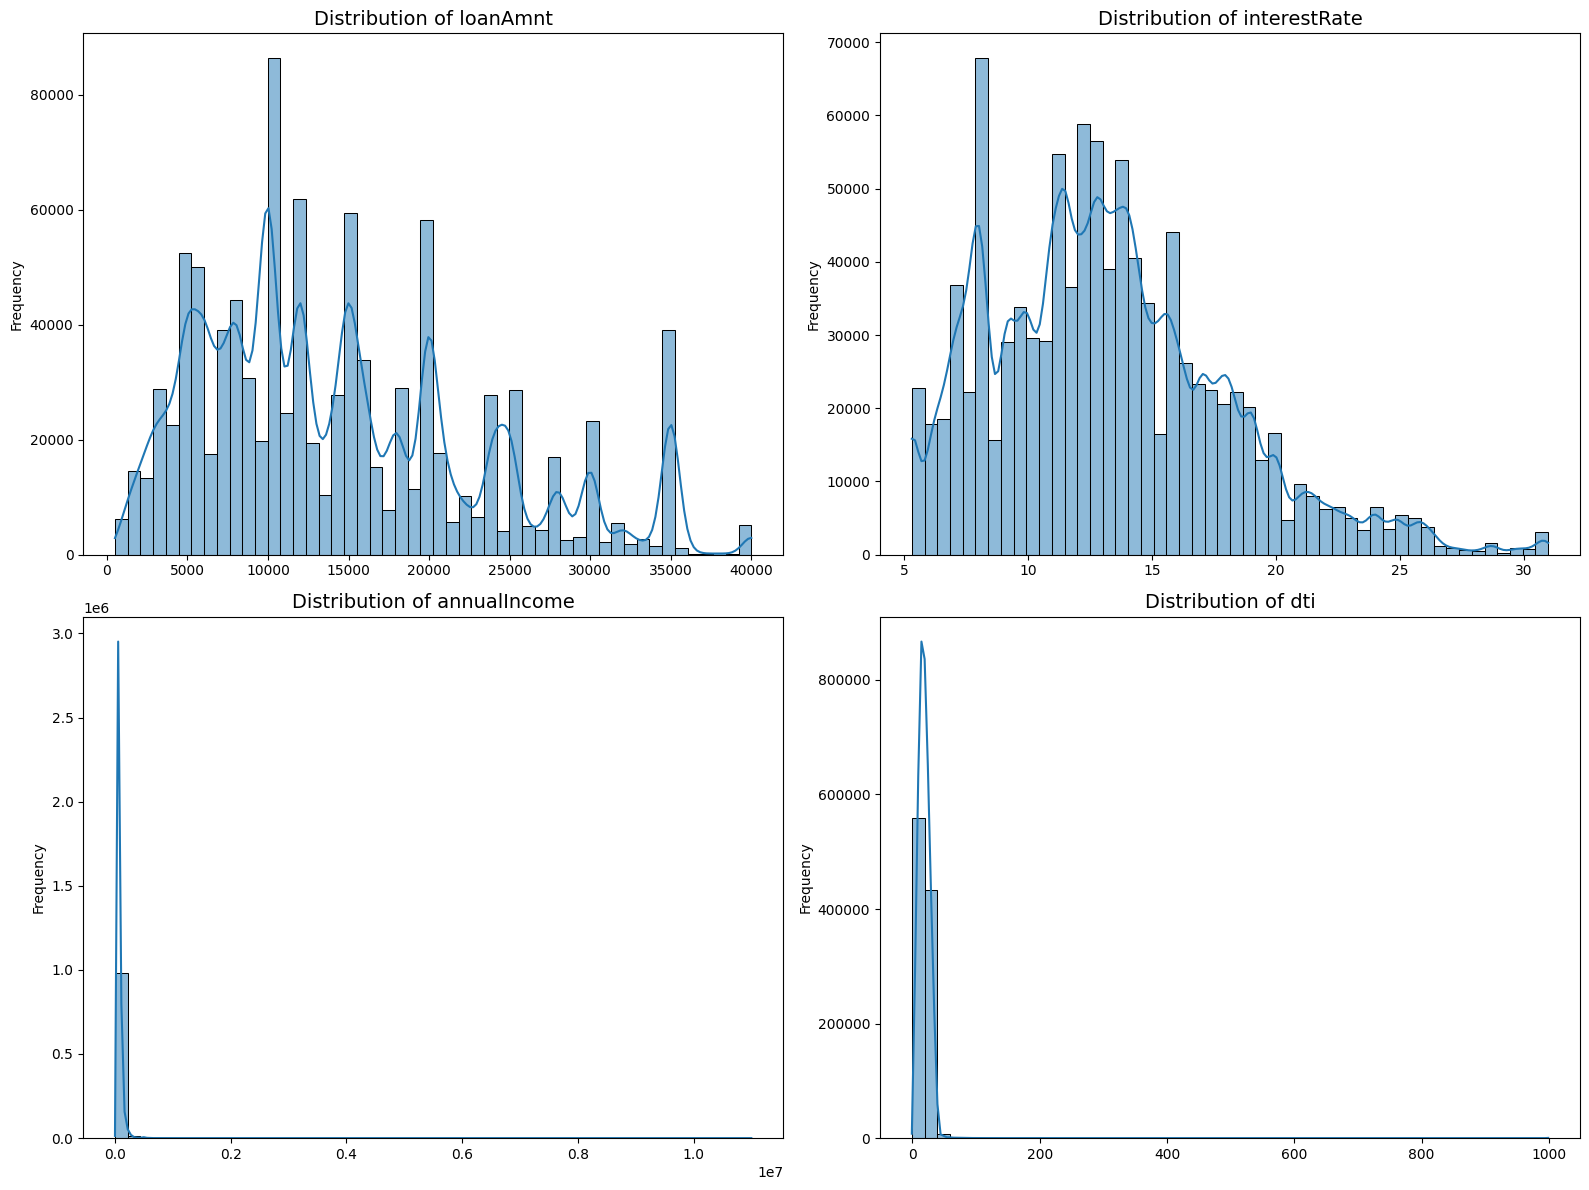 Distribution of loanAmnt
Frequency
80000
60000
40000
20000
0
0 5000 10000 15000 20000 25000 30000 35000 40000
Distribution of interestRate
Frequency
70000
60000
50000
40000
30000
20000
10000
0
5 10 15 20 25 30
Distribution of annualIncome
1e6
Frequency
3.0
2.5
2.0
1.5
1.0
0.5
0.0
0.0 0.2 0.4 0.6 0.8 1.0
1e7
Distribution of dti
Frequency
800000
600000
400000
200000
0
0 200 400 600 800 1000